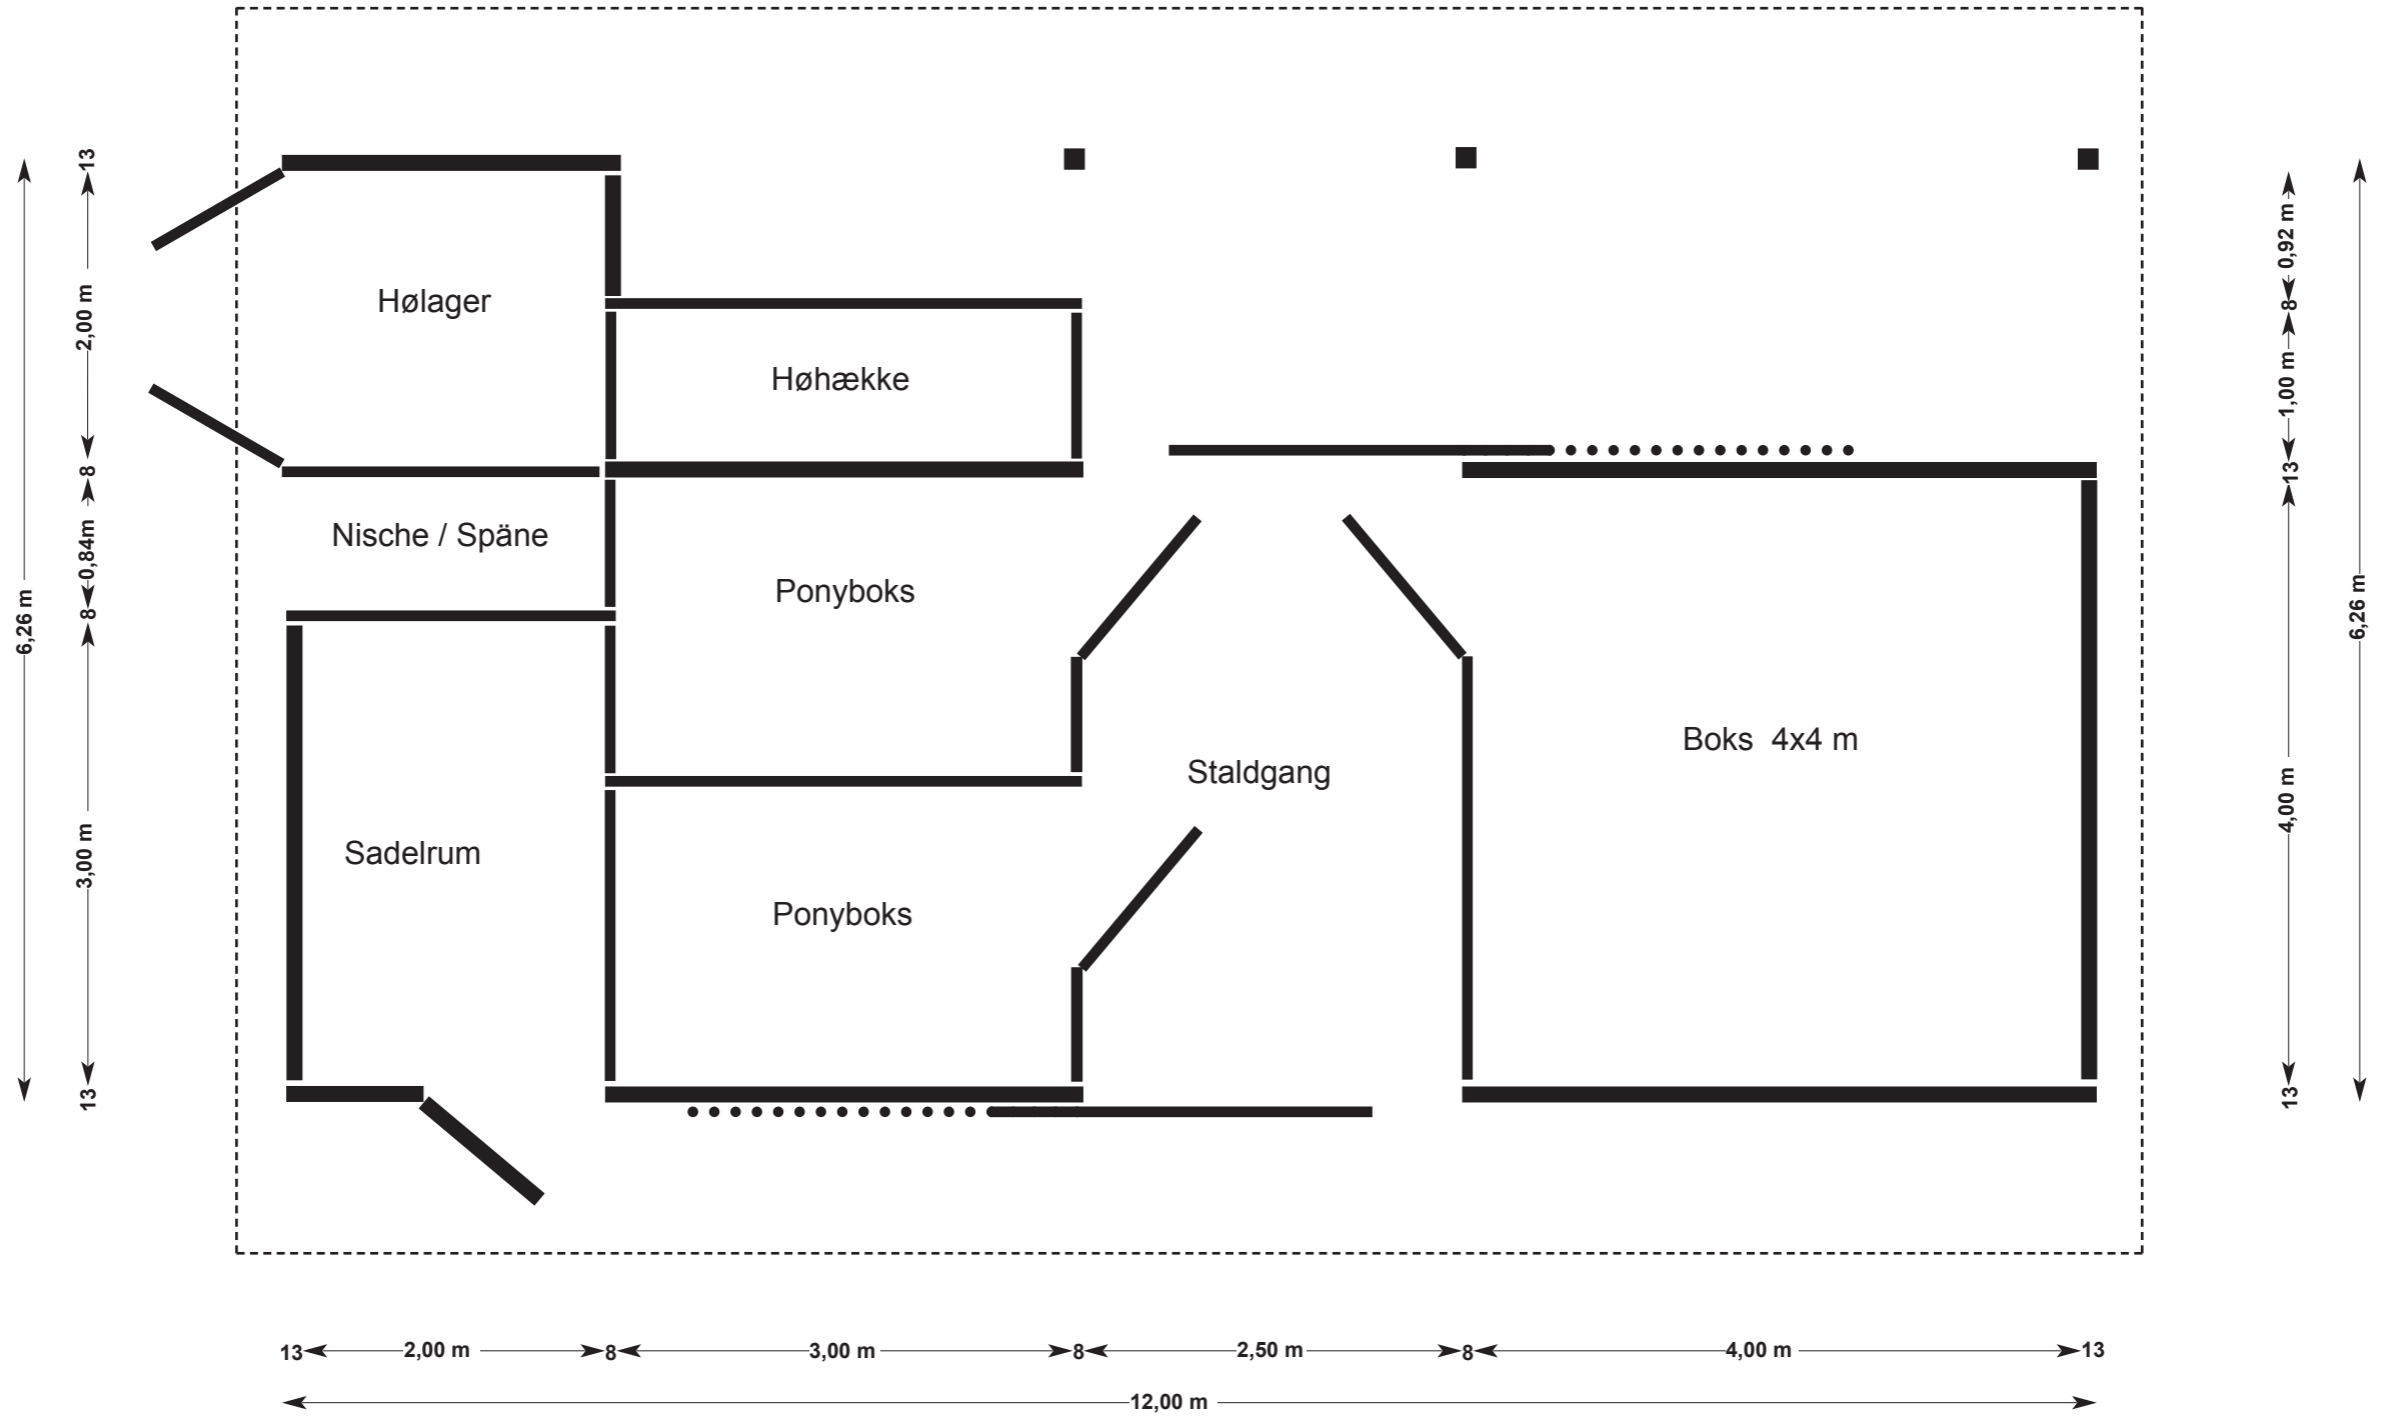 13
2,00 m
8
0,84m
8
3,00 m
13
6,26 m
Hølager
Høhække
Nische / Späne
Ponyboks
Boks  4x4 m
Staldgang
Sadelrum
Ponyboks
0,92 m
8
1,00 m
13
4,00 m
13
6,26 m
13
2,00 m
8
3,00 m
8
2,50 m
8
4,00 m
13
12,00 m